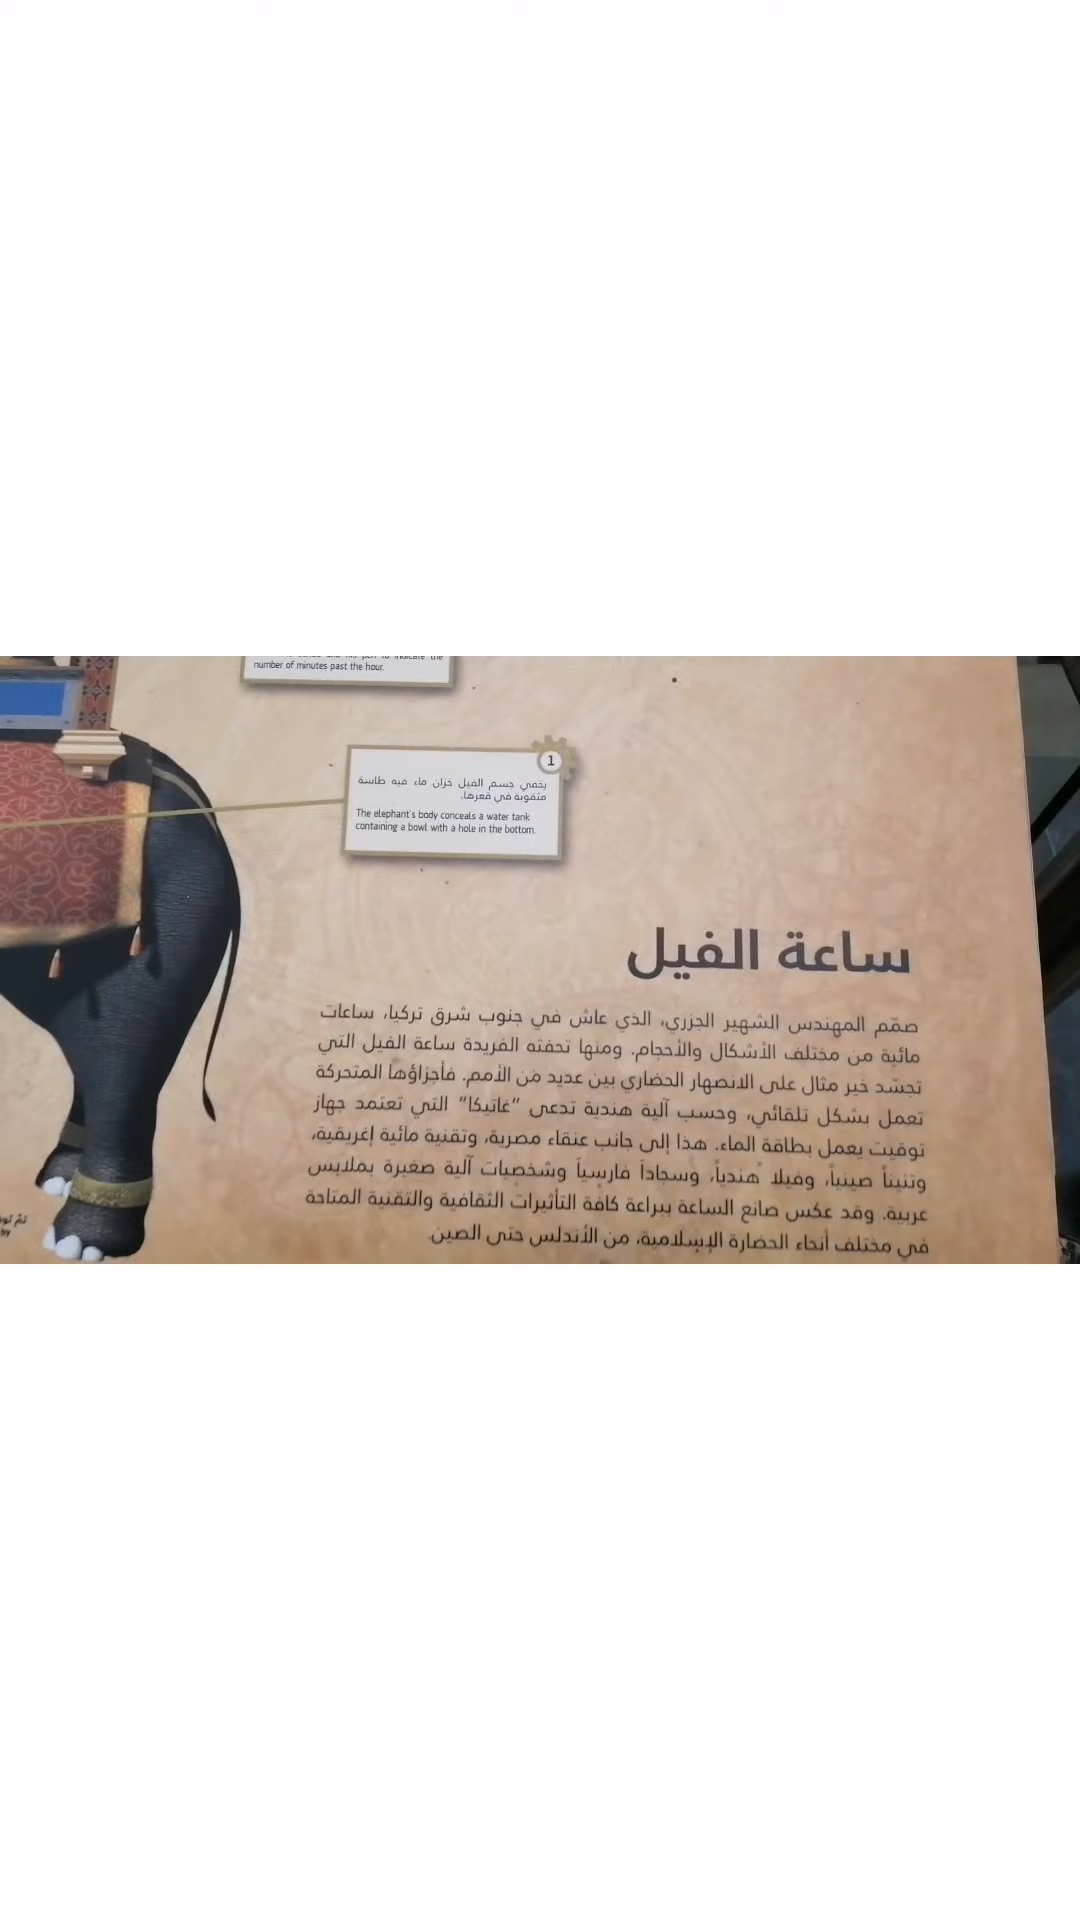 number of minutes past the hour.
1
يخفي جسم الفيل خزان ماء فيه طاسة
مثقوبة في قعرها.
The elephant's body conceals a water tank
containing a bowl with a hole in the bottom.
ساعة الفيل
صمّم المهندس الشهير الجزري، الذي عاش في جنوب شرق تركيا، ساعات
مائية من مختلف الأشكال والأحجام. ومنها تحفته الفريدة ساعة الفيل التي
تجسّد خير مثال على الانصهار الحضاري بين عديد من الأمم. فأجزاؤها المتحركة
تعمل بشكل تلقائي، وحسب آلية هندية تدعى "غاتيكا" التي تعتمد جهاز
توقيت يعمل بطاقة الماء. هذا إلى جانب عنقاء مصرية، وتقنية مائية إغريقية،
وتنيناً صينياً، وفيلا هندياً، وسجاداً فارسياً وشخصيات آلية صغيرة بملابس
عربية. وقد عكس صانع الساعة ببراعة كافة التأثيرات الثقافية والتقنية المتاحة
في مختلف أنحاء الحضارة الإسلامية، من الأندلس حتى الصين.